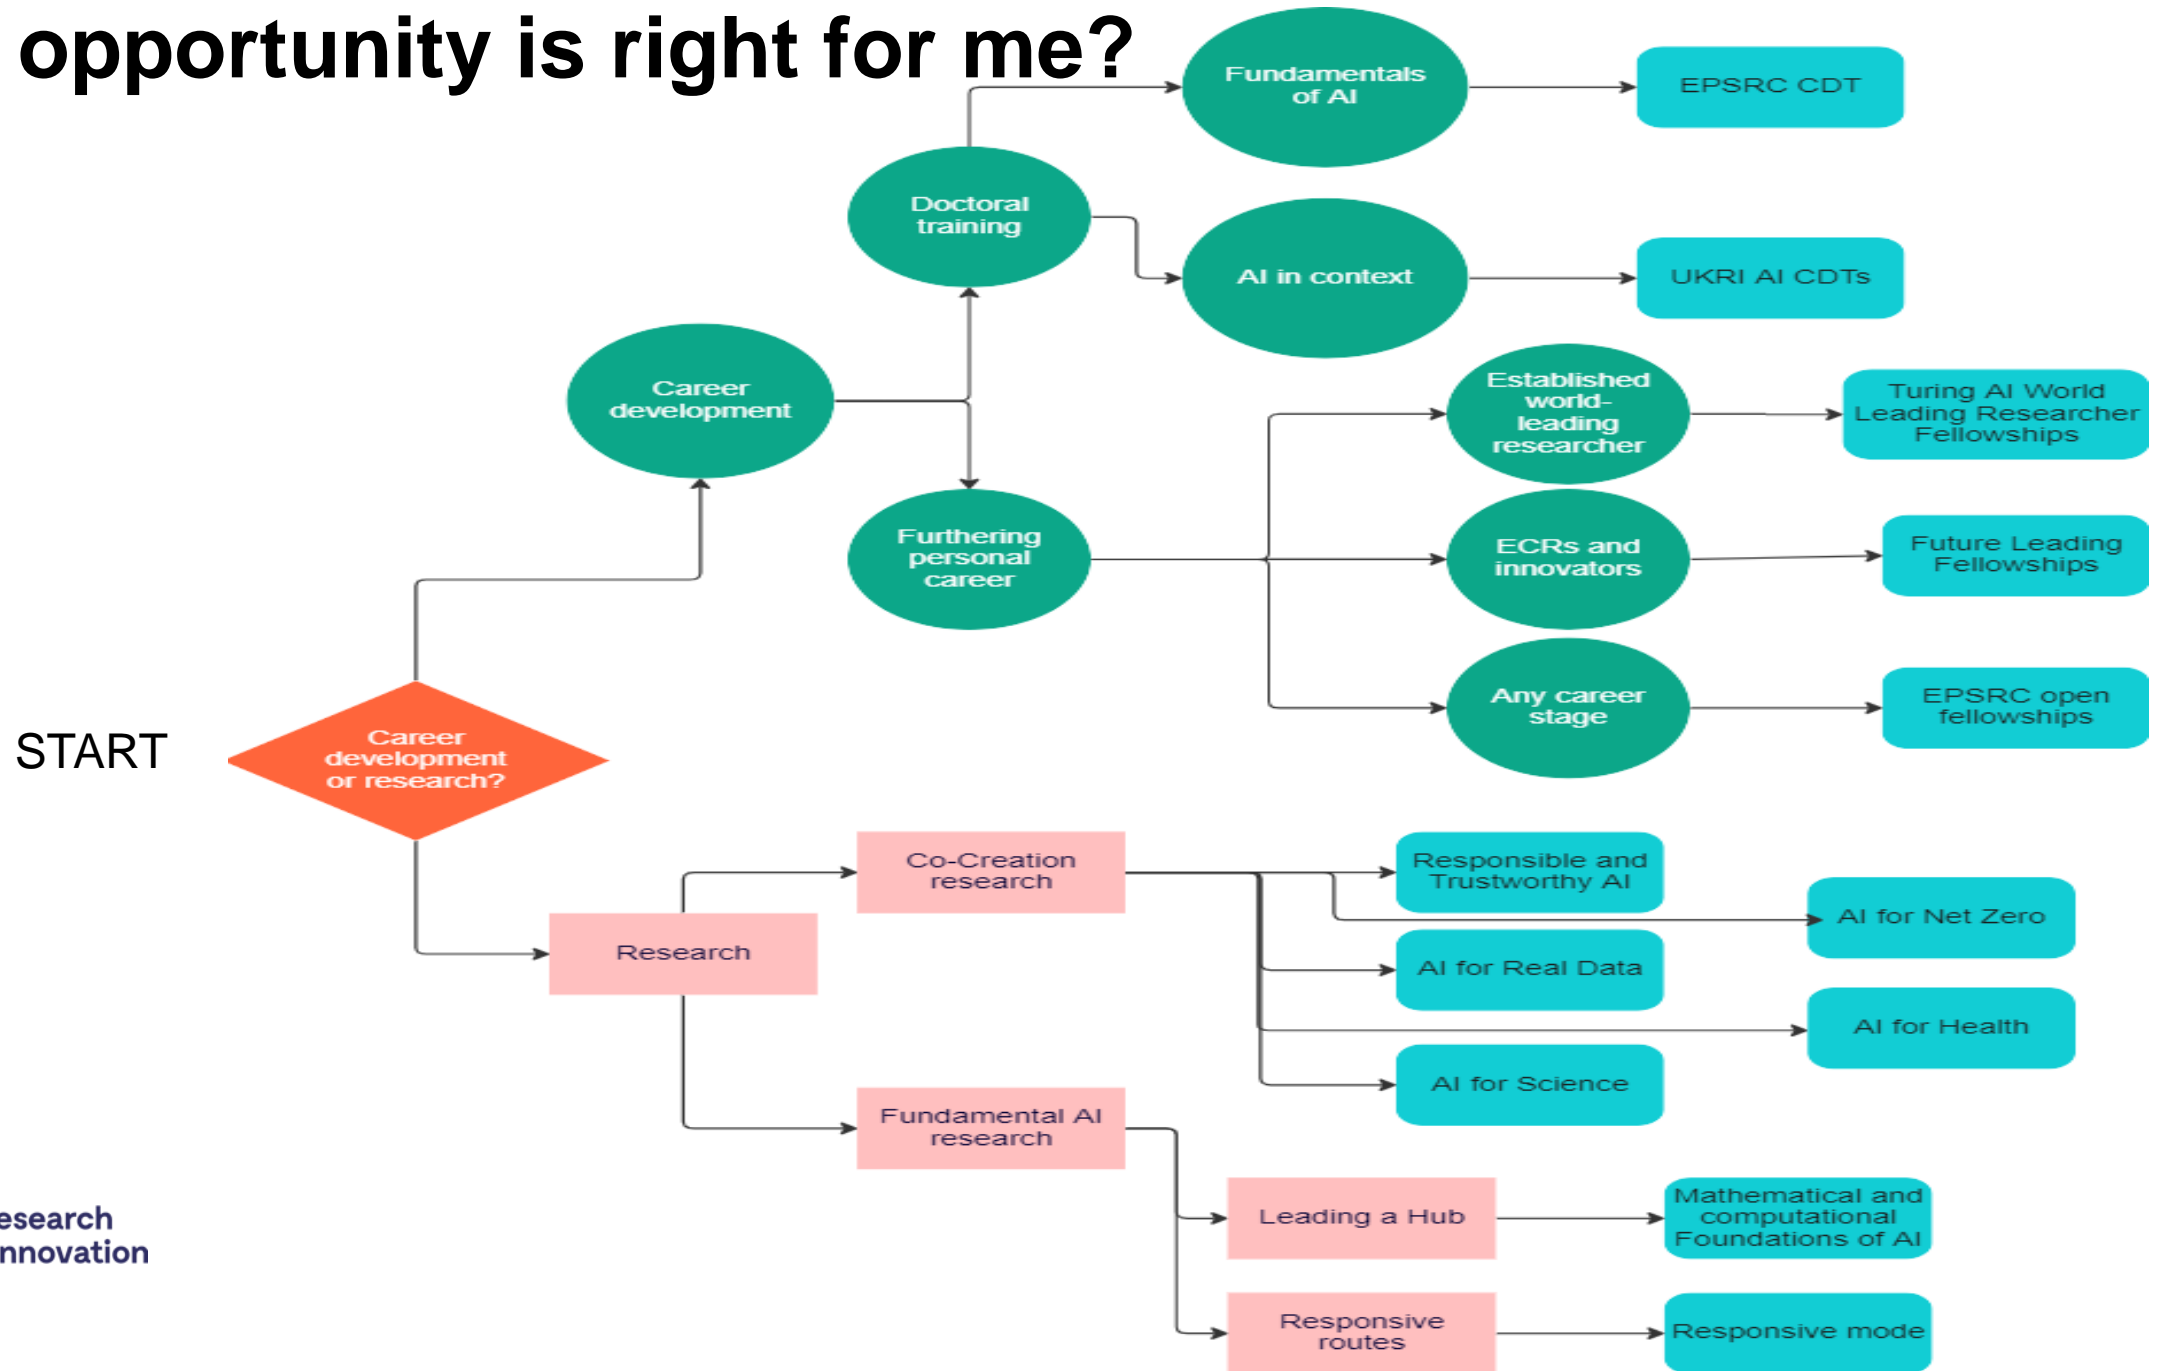 opportunity is right for me?
Fundamentals
of AI
EPSRC CDT
Doctoral
training
AI in context
UKRI AI CDTs
Career
development
Established
world-
leading
researcher
Turing AI World
Leading Researcher
Fellowships
Furthering
personal
career
ECRs and
innovators
Future Leading
Fellowships
Any career
stage
EPSRC open
fellowships
START
Career
development
or research?
Co-Creation
research
Responsible and
Trustworthy AI
AI for Net Zero
Research
AI for Real Data
AI for Health
AI for Science
Fundamental AI
research
Leading a Hub
Mathematical and
computational
Foundations of AI
Responsive
routes
Responsive mode
esearch
nnovation